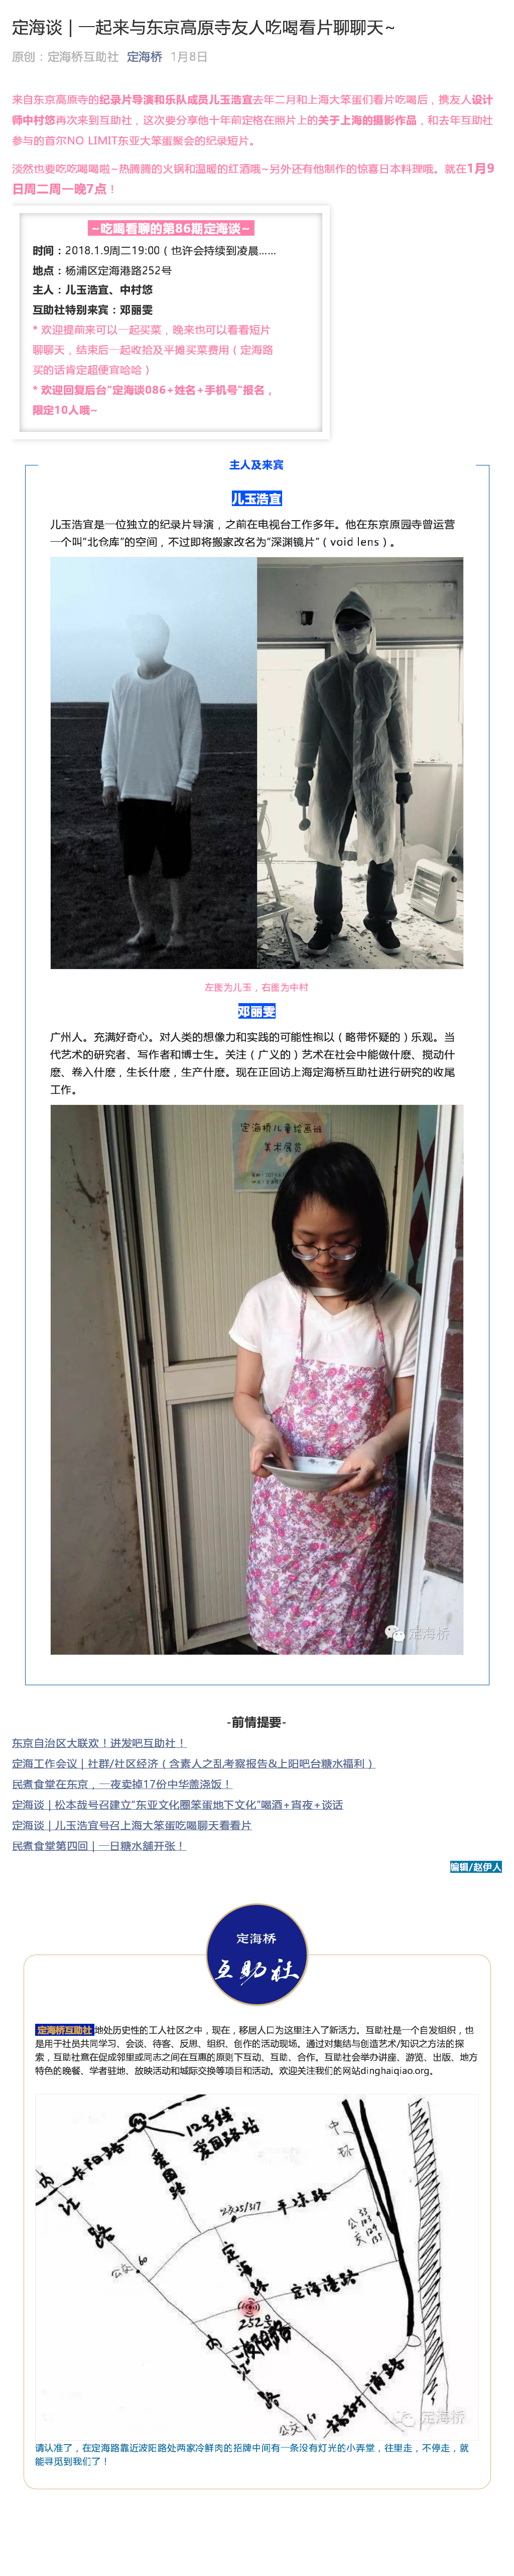 定海谈 | 一起来与东京高原寺友人吃喝看片聊聊天~
原创：定海桥互助社 定海桥 1月8日
来自东京高原寺的纪录片导演和乐队成员儿玉浩宜去年二月和上海大笨蛋们看片吃喝后，携友人设计
师中村悠再次来到互助社，这次要分享他十年前定格在照片上的关于上海的摄影作品，和去年互助社
参与的首尔NO LIMIT东亚大笨蛋聚会的纪录短片。
淡然也要吃吃喝喝啦~热腾腾的火锅和温暖的红酒哦~另外还有他制作的惊喜日本料理哦。就在1月9
日周二周一晚7点！
~吃喝看聊的第86期定海谈~
时间：2018.1.9周二19:00（也许会持续到凌晨……
地点：杨浦区定海港路252号
主人：儿玉浩宜、中村悠
互助社特别来宾：邓丽雯
* 欢迎提前来可以一起买菜，晚来也可以看看短片
聊聊天，结束后一起收拾及平摊买菜费用（定海路
买的话肯定超便宜哈哈）
* 欢迎回复后台“定海谈086+姓名+手机号”报名，
限定10人哦~
主人及来宾
儿玉浩宜
儿玉浩宜是一位独立的纪录片导演，之前在电视台工作多年。他在东京原园寺曾运营
一个叫“北仓库”的空间，不过即将搬家改名为“深渊镜片”（void lens）。
左图为儿玉，右图为中村
邓丽雯
广州人。充满好奇心。对人类的想像力和实践的可能性抱以（略带怀疑的）乐观。当
代艺术的研究者、写作者和博士生。关注（广义的）艺术在社会中能做什麽、搅动什
麽、卷入什麽，生长什麽，生产什麽。现在正回访上海定海桥互助社进行研究的收尾
工作。
定海桥儿童绘画班
美术展览
定海桥
-前情提要-
东京自治区大联欢！进发吧互助社！
定海工作会议 | 社群/社区经济（含素人之乱考察报告&上阳吧台糖水福利）
民煮食堂在东京，一夜卖掉17份中华盖浇饭！
定海谈 | 松本哉号召建立“东亚文化圈笨蛋地下文化”喝酒+宵夜+谈话
定海谈 | 儿玉浩宜号召上海大笨蛋吃喝聊天看看片
民煮食堂第四回 | 一日糖水舖开张！
编辑/赵伊人
定海桥
互助社
定海桥互助社地处历史性的工人社区之中，现在，移居人口为这里注入了新活力。互助社是一个自发组织，也
是用于社员共同学习、会谈、待客、反思、组织、创作的活动现场。通过对集结与创造艺术/知识之方法的探
索，互助社意在促成邻里或同志之间在互惠的原则下互动、互助、合作。互助社会举办讲座、游览、出版、地方
特色的晚餐、学者驻地、放映活动和城际交换等项目和活动。欢迎关注我们的网站dinghaiqiao.org。
12号线
爱国路站
长阳路
爱国路
内江路
公交25/317
平凉路
中环
公交
33
103
124
135
公交 60
定海路
定海港路
252号
波阳路
内江路
杨树浦路
公交61
定海桥
请认准了，在定海路靠近波阳路处两家冷鲜肉的招牌中间有一条没有灯光的小弄堂，往里走，不停走，就
能寻觅到我们了！